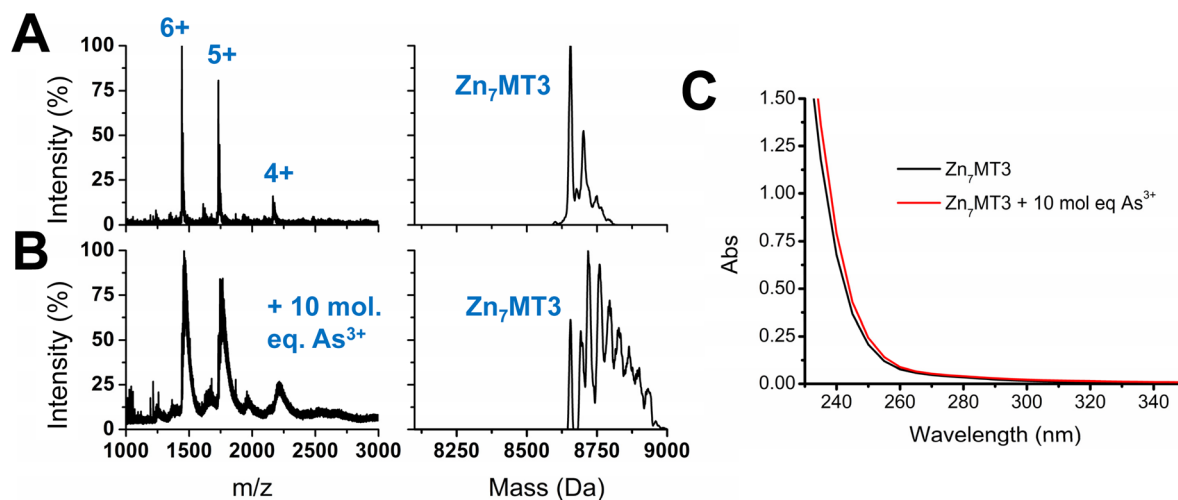 A
6+
5+
4+
Intensity (%)
100
75
50
25
0
Zn₇MT3
B
+ 10 mol.
eq. As³⁺
Intensity (%)
100
75
50
25
0
1000 1500 2000 2500 3000
m/z
Zn₇MT3
8250 8500 8750 9000
Mass (Da)
C
Zn₇MT3
Zn₇MT3 + 10 mol eq As³⁺
Abs
1.50
1.25
1.00
0.75
0.50
0.25
0.00
240 260 280 300 320 340
Wavelength (nm)